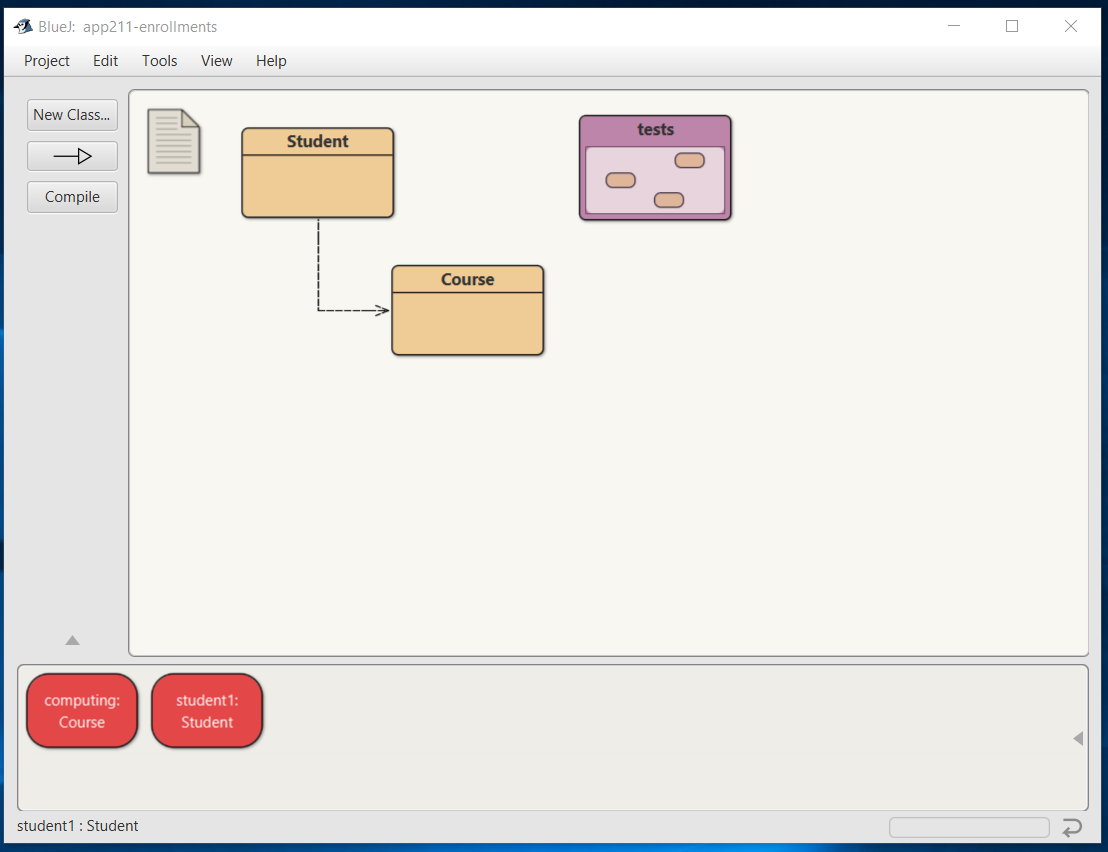 BlueJ:  app211-enrollments
Project Edit Tools View Help
New Class...
Compile
Student
tests
Course
computing:
Course
student1:
Student
student1 : Student